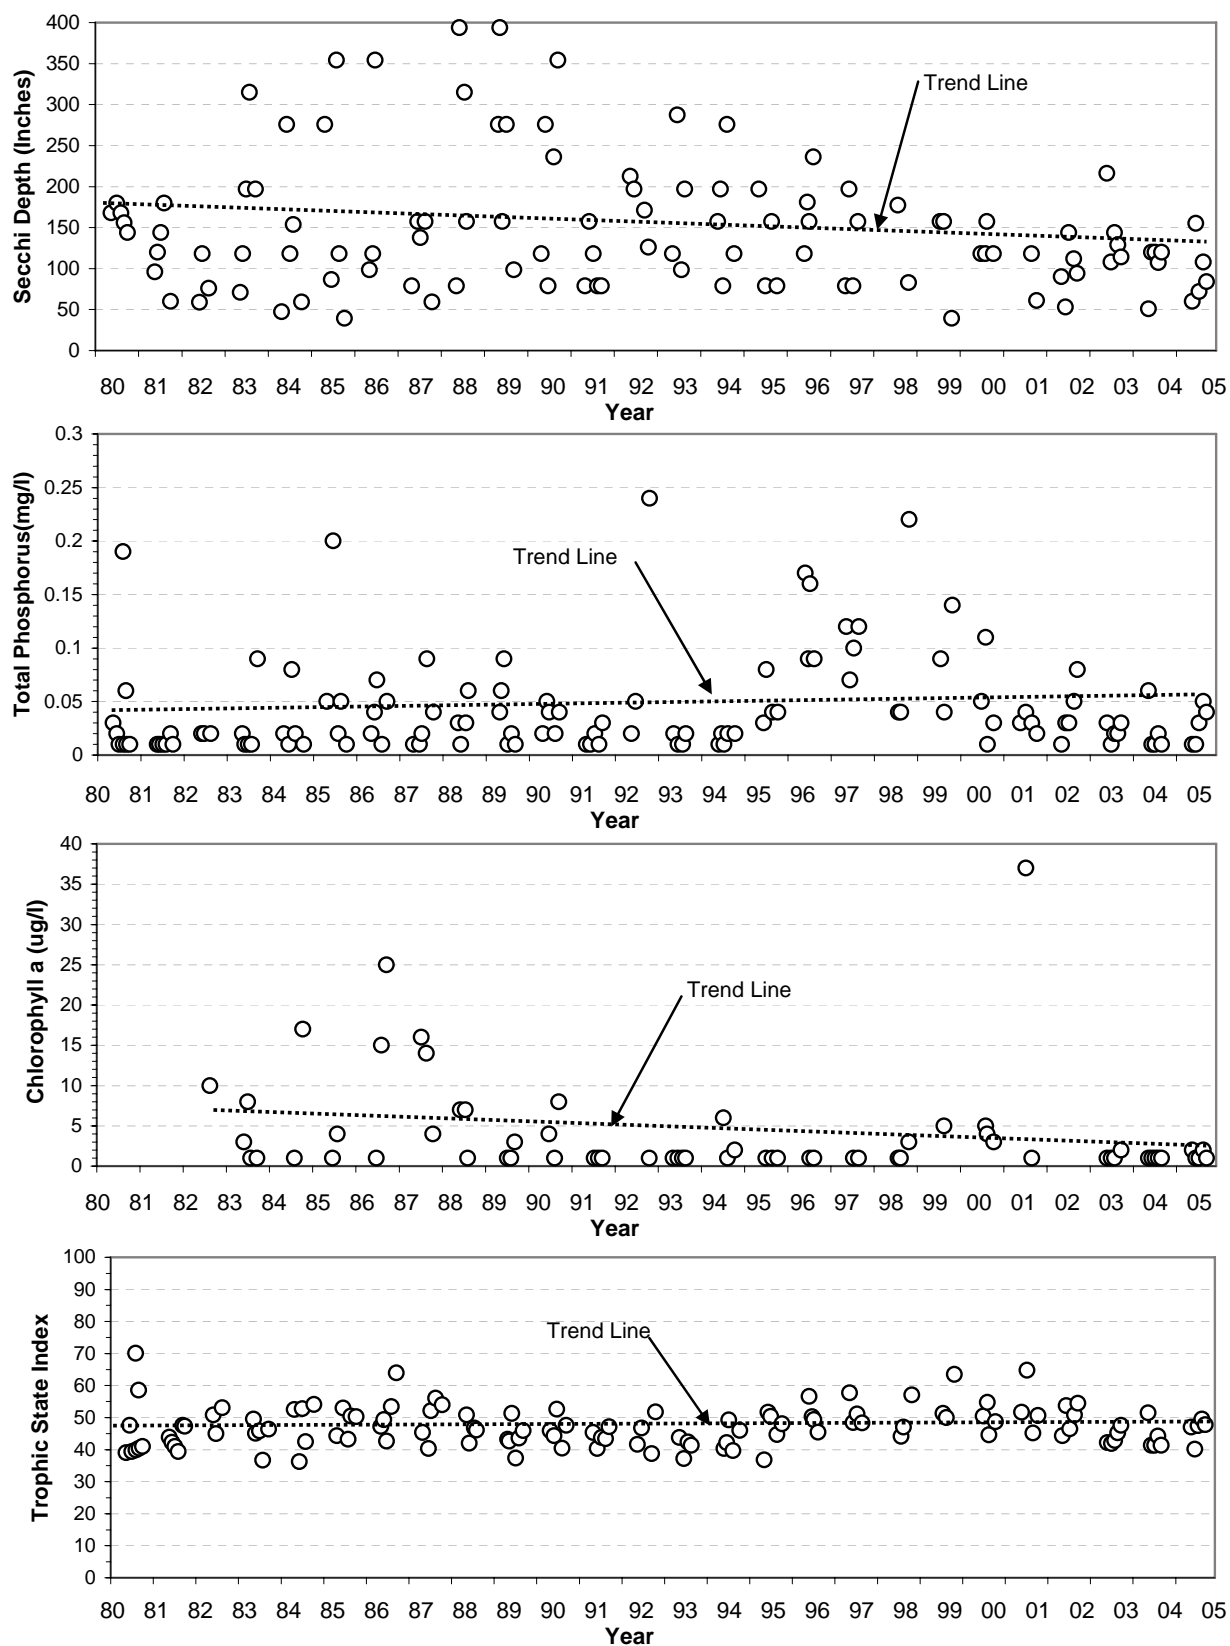 400
350
300
250
200
150
100
50
0
Secchi Depth (Inches)
Trend Line
80 81 82 83 84 85 86 87 88 89 90 91 92 93 94 95 96 97 98 99 00 01 02 03 04 05
Year
0.3
0.25
0.2
0.15
0.1
0.05
0
Total Phosphorus(mg/l)
Trend Line
80 81 82 83 84 85 86 87 88 89 90 91 92 93 94 95 96 97 98 99 00 01 02 03 04 05
Year
40
35
30
25
20
15
10
5
0
Chlorophyll a (ug/l)
Trend Line
80 81 82 83 84 85 86 87 88 89 90 91 92 93 94 95 96 97 98 99 00 01 02 03 04 05
Year
100
90
80
70
60
50
40
30
20
10
0
Trophic State Index
Trend Line
80 81 82 83 84 85 86 87 88 89 90 91 92 93 94 95 96 97 98 99 00 01 02 03 04 05
Year